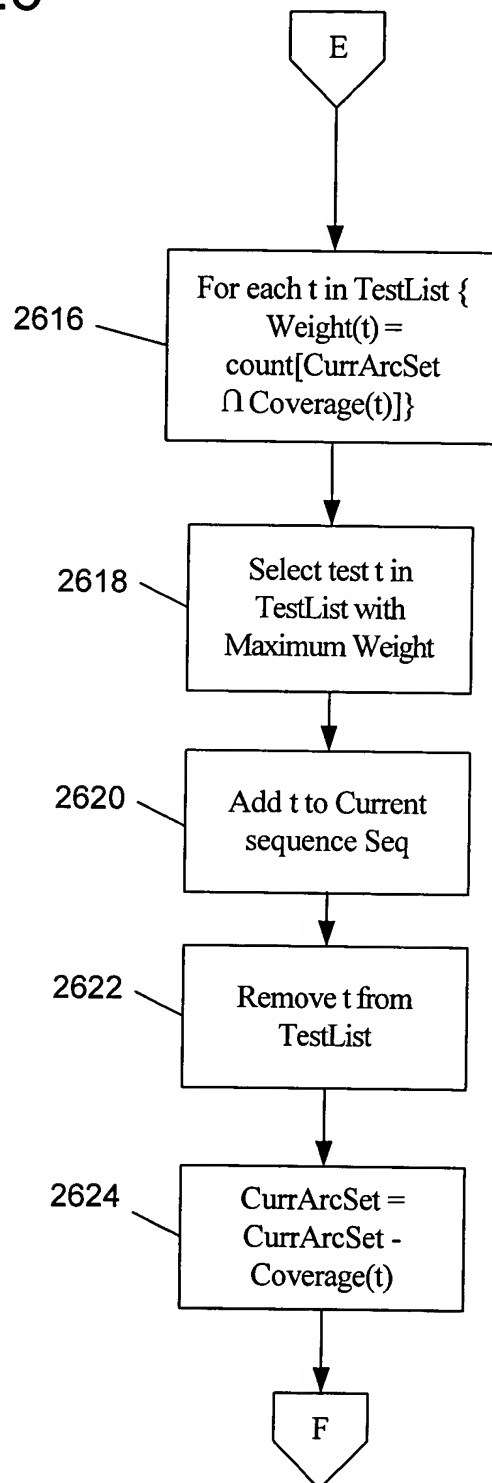 E
2616
For each t in TestList {
Weight(t) =
count[CurrArcSet
∩ Coverage(t)]}
2618
Select test t in
TestList with
Maximum Weight
2620
Add t to Current
sequence Seq
2622
Remove t from
TestList
2624
CurrArcSet =
CurrArcSet -
Coverage(t)
F